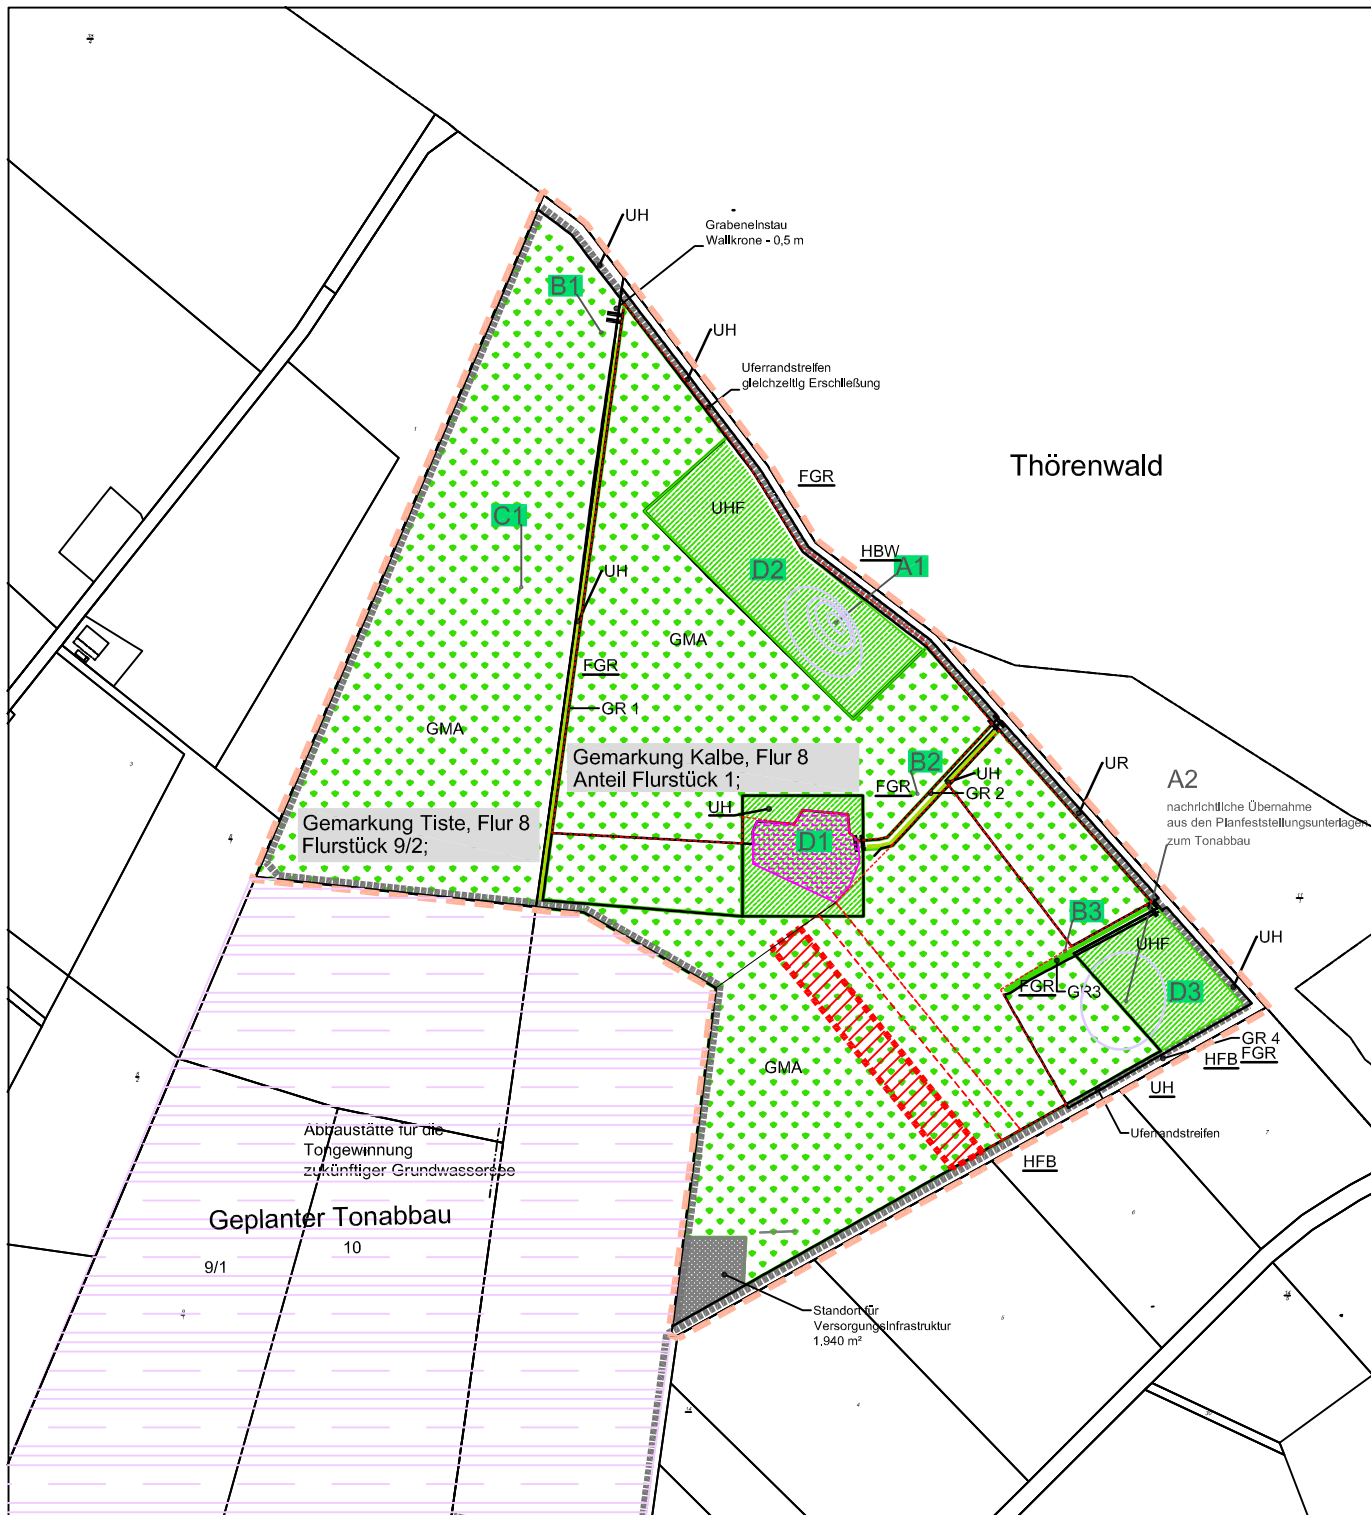 UH
Grabeneinstau
Wallkrone - 0,5 m
B1
UH
Uferrandstreifen
gleichzeitig Erschließung
Thörenwald
FGR
UHF
C1
HBW
A1
D2
UH
GMA
FGR
GR 1
GMA
Gemarkung Kalbe, Flur 8
Anteil Flurstück 1;
B2
UH
FGR
GR 2
UR
A2
nachrichtliche Übernahme
aus den Planfeststellungsunterlagen
zum Tonabbau
UH
Gemarkung Tiste, Flur 8
Flurstück 9/2;
D1
B3
UHF
UH
FGR
GR3
D3
GR 4
HFB
FGR
GMA
UH
Uferrandstreifen
HFB
Abbaustätte für die
Tongewinnung
zukünftiger Grundwassersee
Geplanter Tonabbau
10
9/1
Standort für
Versorgungsinfrastruktur
1.940 m²